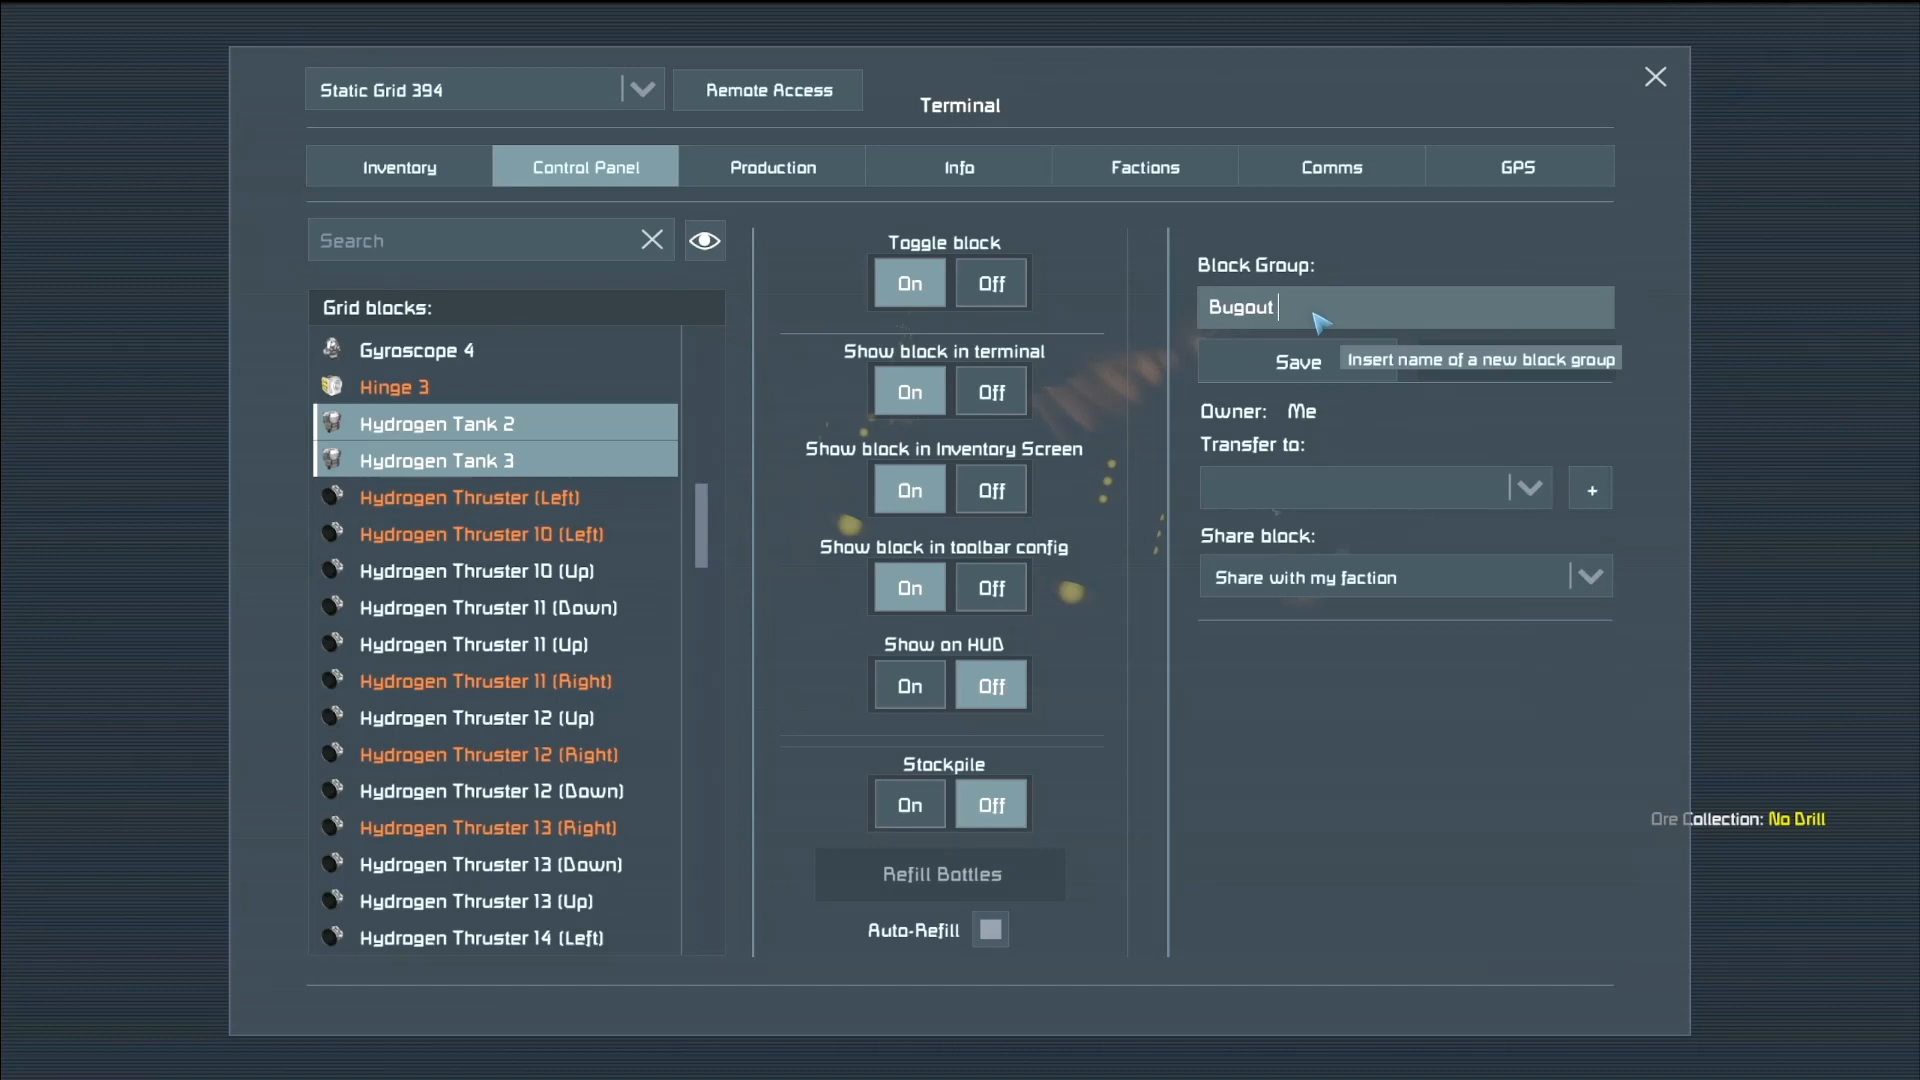 Static Grid 394
Remote Access
Terminal
Inventory
Control Panel
Production
Info
Factions
Comms
GPS
Search
Grid blocks:
Gyroscope 4
Hinge 3
Hydrogen Tank 2
Hydrogen Tank 3
Hydrogen Thruster (Left)
Hydrogen Thruster 10 (Left)
Hydrogen Thruster 10 (Up)
Hydrogen Thruster 11 (Down)
Hydrogen Thruster 11 (Up)
Hydrogen Thruster 11 (Right)
Hydrogen Thruster 12 (Up)
Hydrogen Thruster 12 (Right)
Hydrogen Thruster 12 (Down)
Hydrogen Thruster 13 (Right)
Hydrogen Thruster 13 (Down)
Hydrogen Thruster 13 (Up)
Hydrogen Thruster 14 (Left)
Toggle block
On Off
Show block in terminal
On Off
Show block in Inventory Screen
On Off
Show block in toolbar config
On Off
Show on HUD
On Off
Stockpile
On Off
Refill Bottles
Auto-Refill
Block Group:
Bugout
Save
Insert name of a new block group
Owner: Me
Transfer to:
+
Share block:
Share with my faction
Ore Collection: No Drill